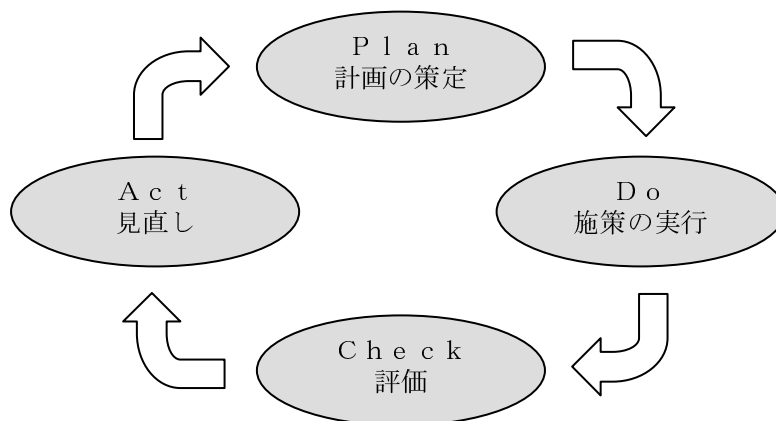 Ｐｌａｎ
計画の策定
Ｄｏ
施策の実行
Ｃｈｅｃｋ
評価
Ａｃｔ
見直し